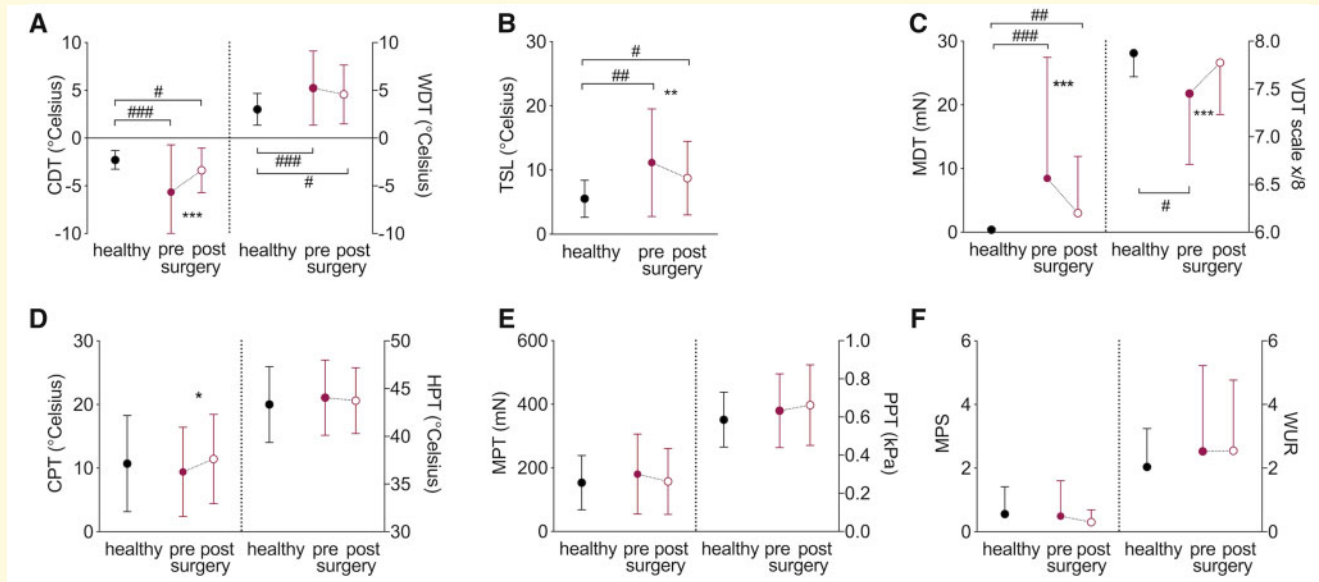 A
CDT (°Celsius)
10
5
0
-5
-10
#
###
***
###
#
10
5
0
-5
-10
WDT (°Celsius)
healthy pre post
surgery
healthy pre post
surgery
B
TSL (°Celsius)
30
20
10
0
#
##
**
healthy pre post
surgery
C
MDT (mN)
30
20
10
0
##
###
***
***
#
8.0
7.5
7.0
6.5
6.0
VDT scale x/8
healthy pre post
surgery
healthy pre post
surgery
D
CPT (°Celsius)
30
20
10
0
*
50
45
40
35
30
HPT (°Celsius)
healthy pre post
surgery
healthy pre post
surgery
E
MPT (mN)
600
400
200
0
1.0
0.8
0.6
0.4
0.2
0.0
PPT (kPa)
healthy pre post
surgery
healthy pre post
surgery
F
MPS
6
4
2
0
6
4
2
0
WUR
healthy pre post
surgery
healthy pre post
surgery